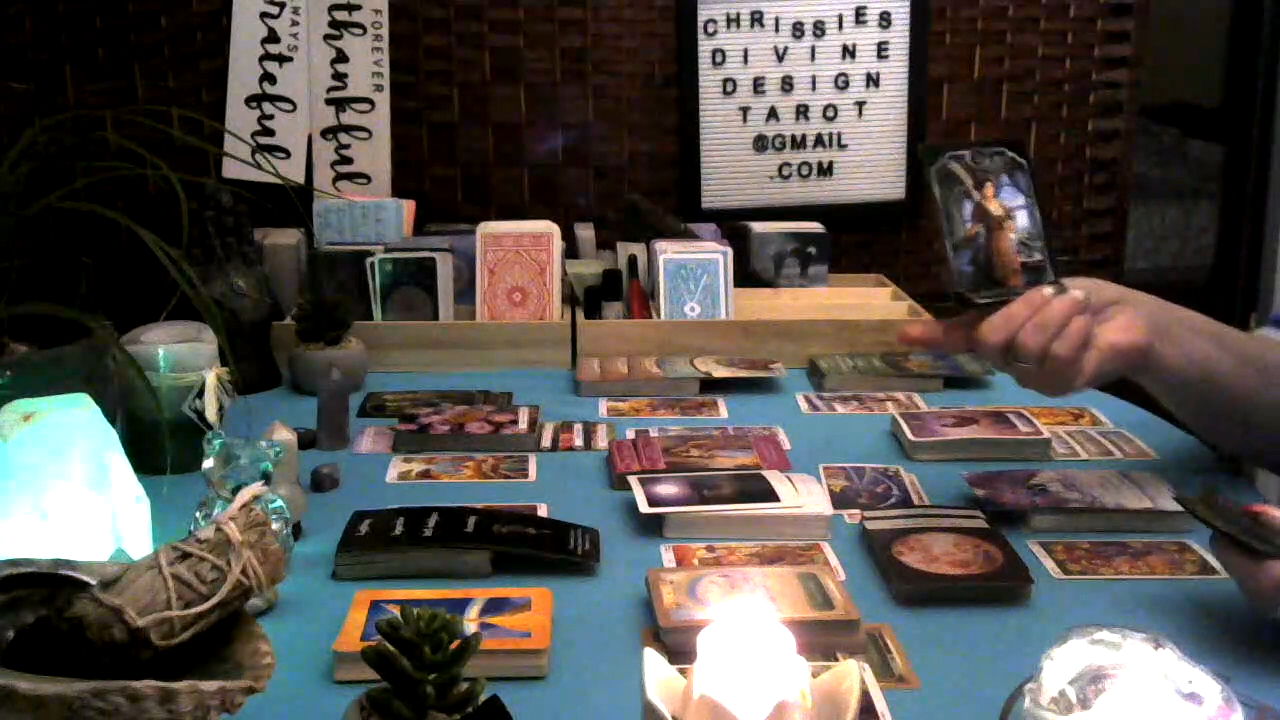 ALWAYS
grateful
FOREVER
thankful
CHRISSIES
DIVINE
DESIGN
TAROT
@GMAIL
.COM